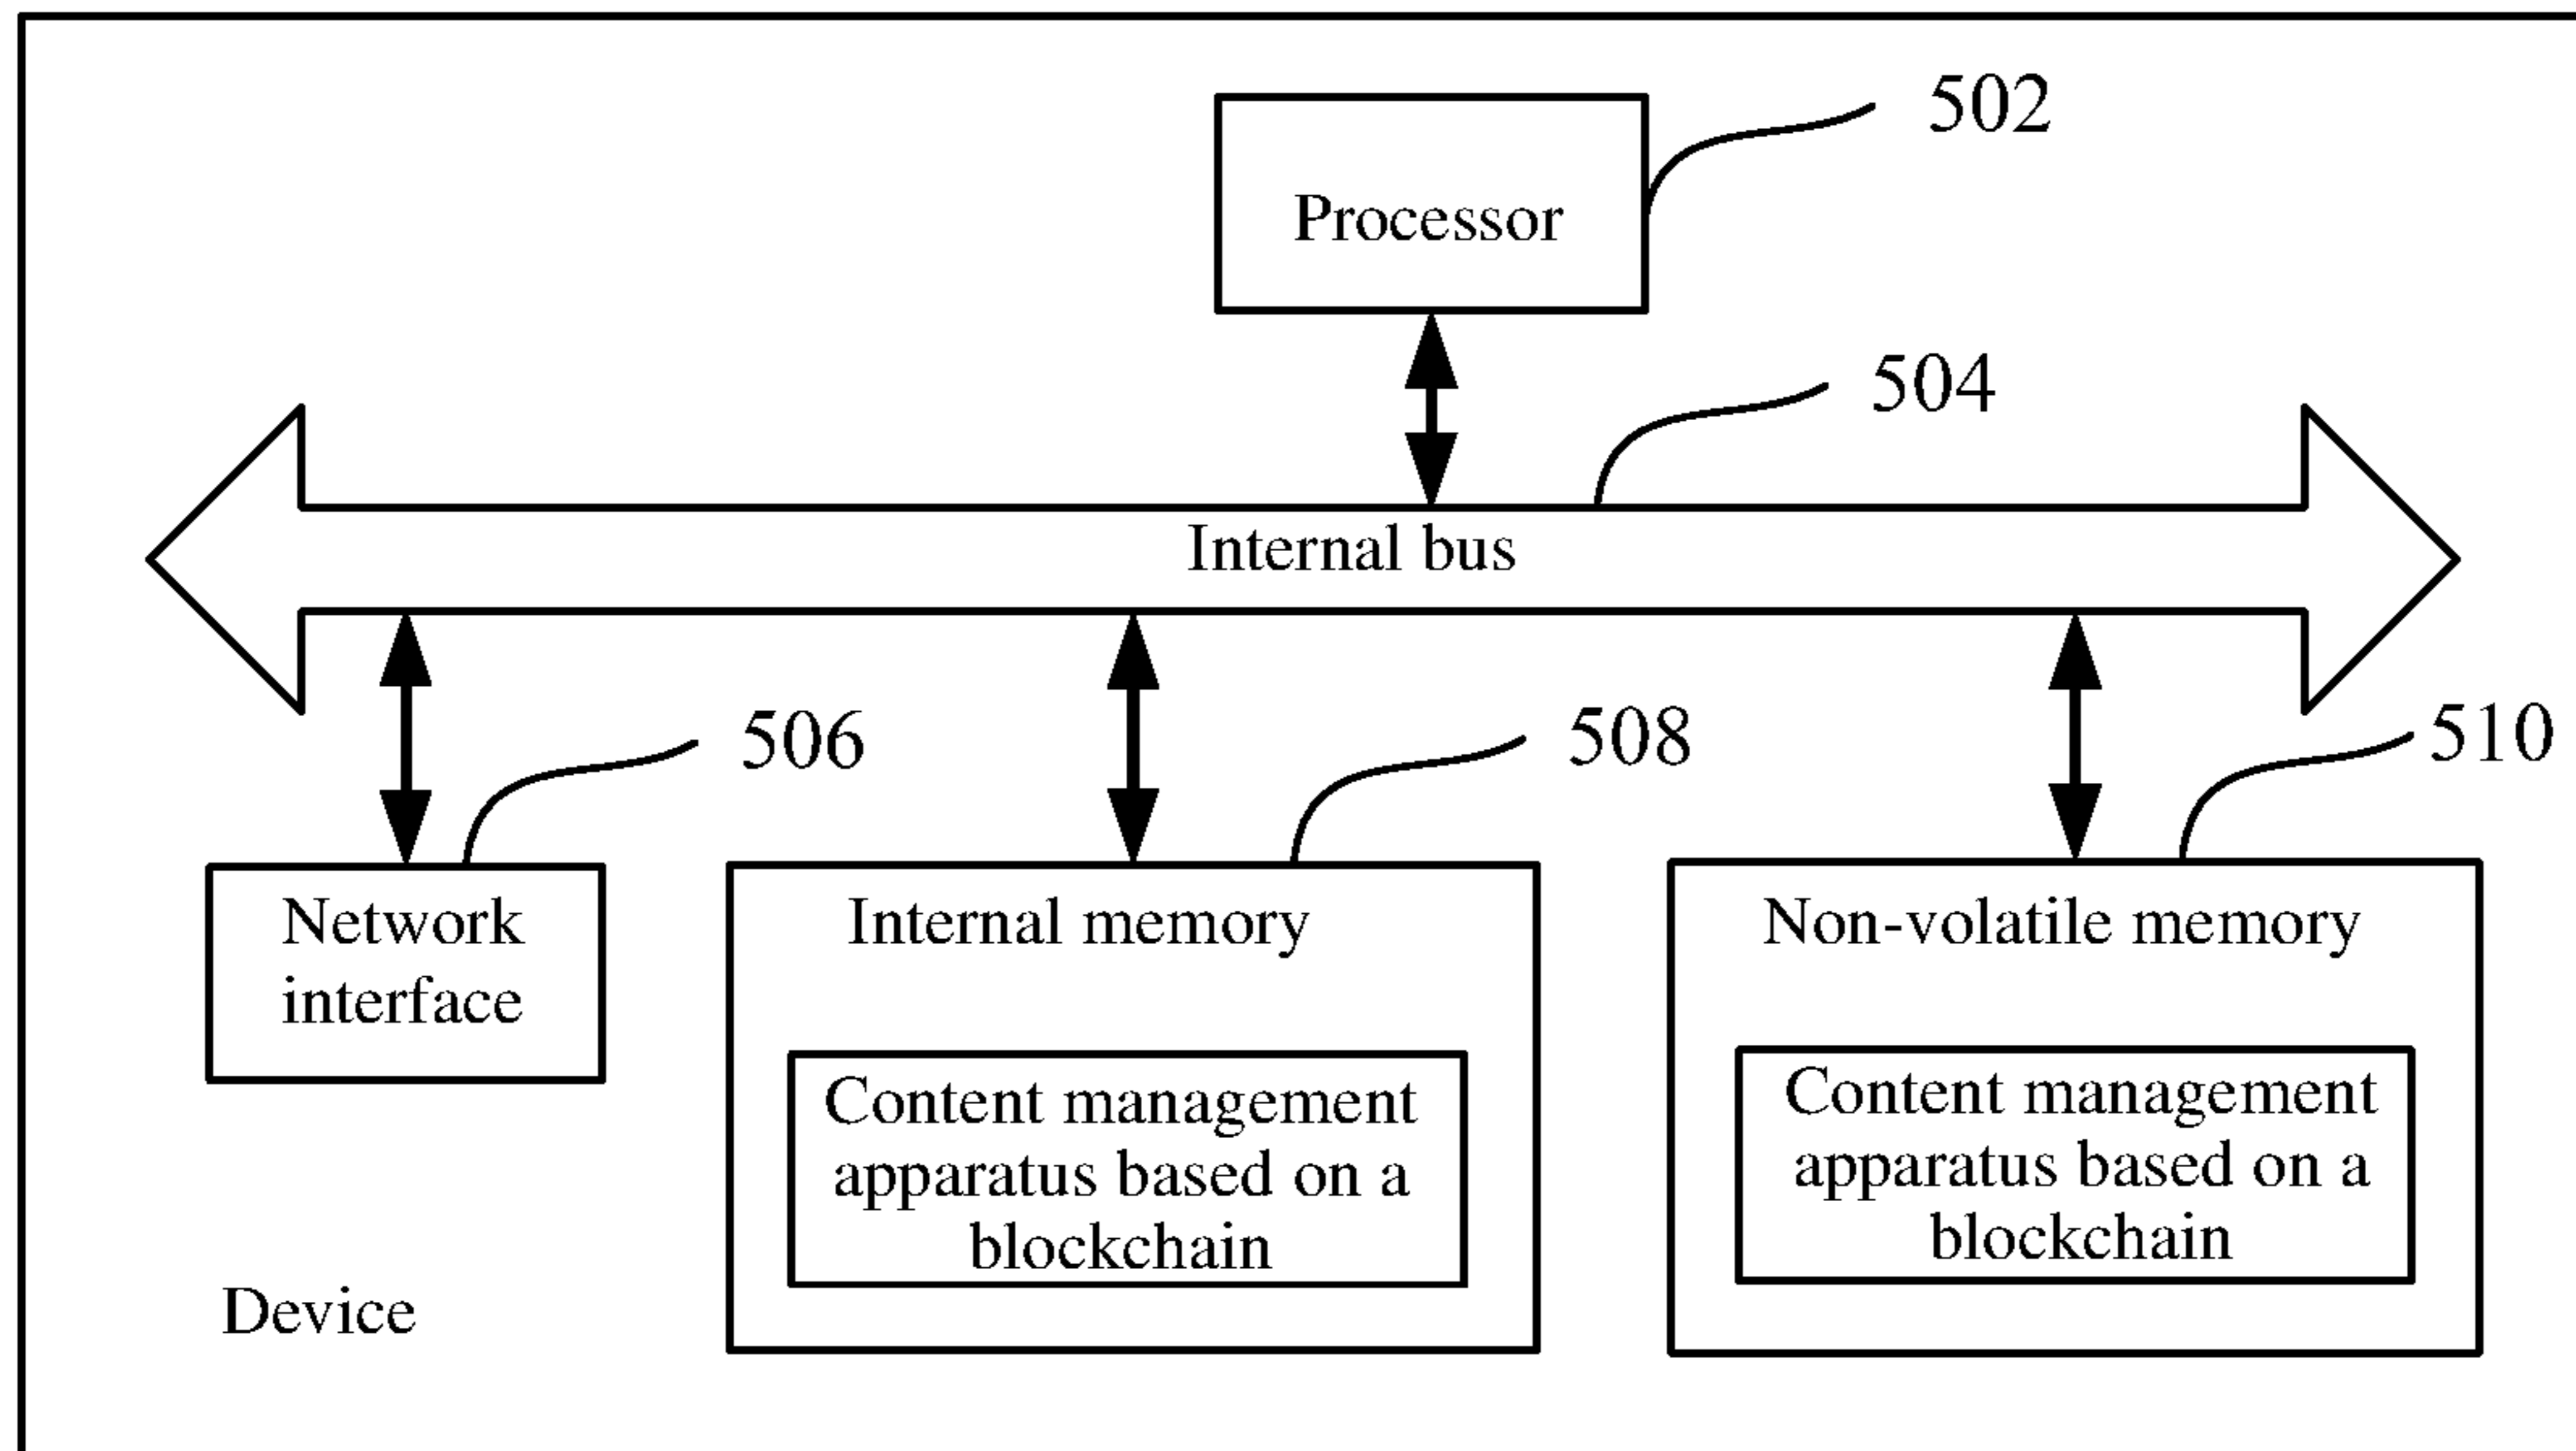 502
Processor
504
Internal bus
506
508
510
Network
interface
Internal memory
Non-volatile memory
Content management
apparatus based on a
blockchain
Content management
apparatus based on a
blockchain
Device